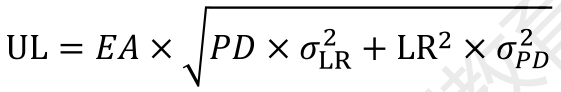 UL = EA × √(PD × σ²_LR + LR² × σ²_PD)